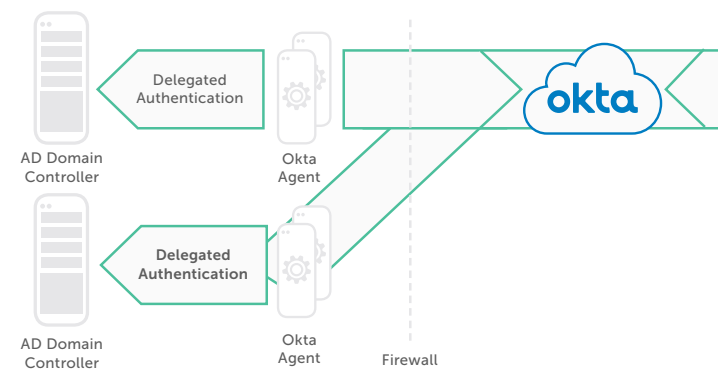 Delegated
Authentication
okta
AD Domain
Controller
Okta
Agent
Delegated
Authentication
AD Domain
Controller
Okta
Agent
Firewall